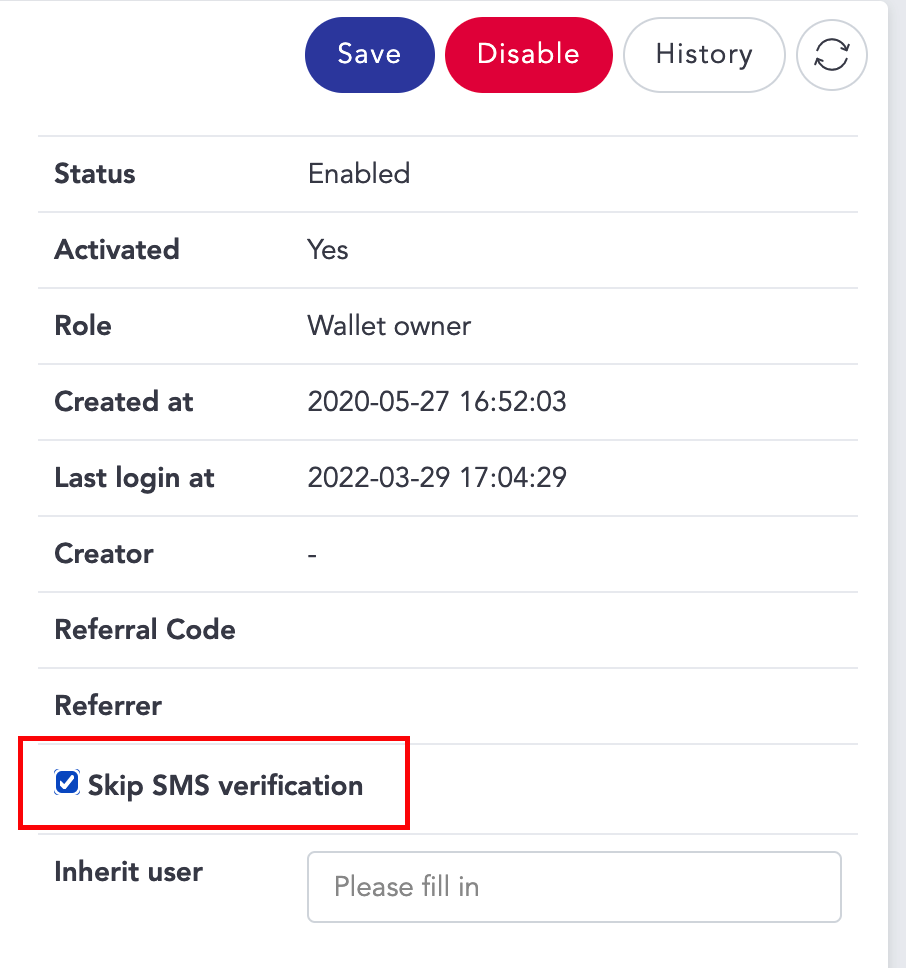 Save Disable History
Status Enabled
Activated Yes
Role Wallet owner
Created at 2020-05-27 16:52:03
Last login at 2022-03-29 17:04:29
Creator -
Referral Code
Referrer
Skip SMS verification
Inherit user Please fill in